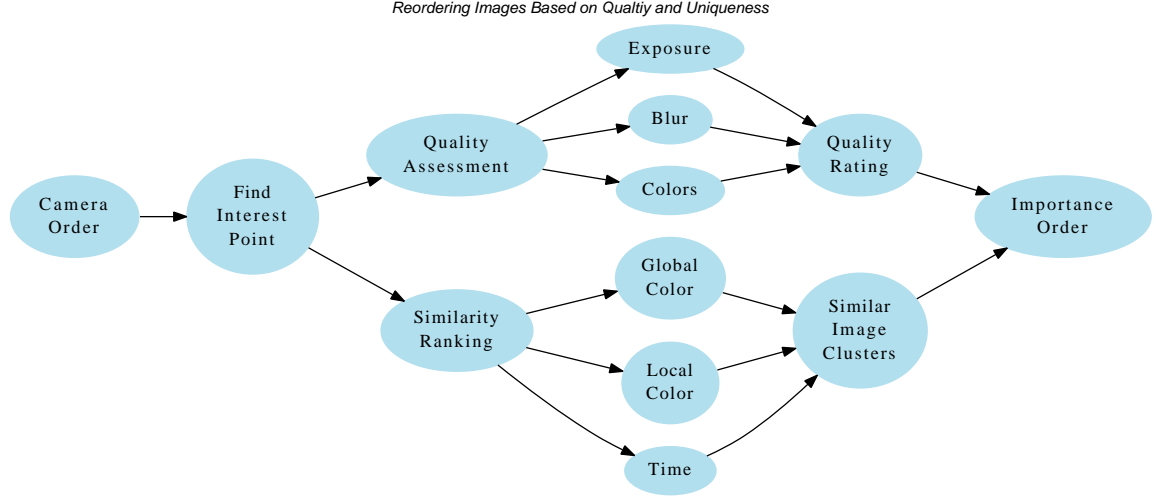 Reordering Images Based on Qualtiy and Uniqueness
Camera
Order
Find
Interest
Point
Quality
Assessment
Similarity
Ranking
Exposure
Blur
Colors
Global
Color
Local
Color
Time
Quality
Rating
Similar
Image
Clusters
Importance
Order